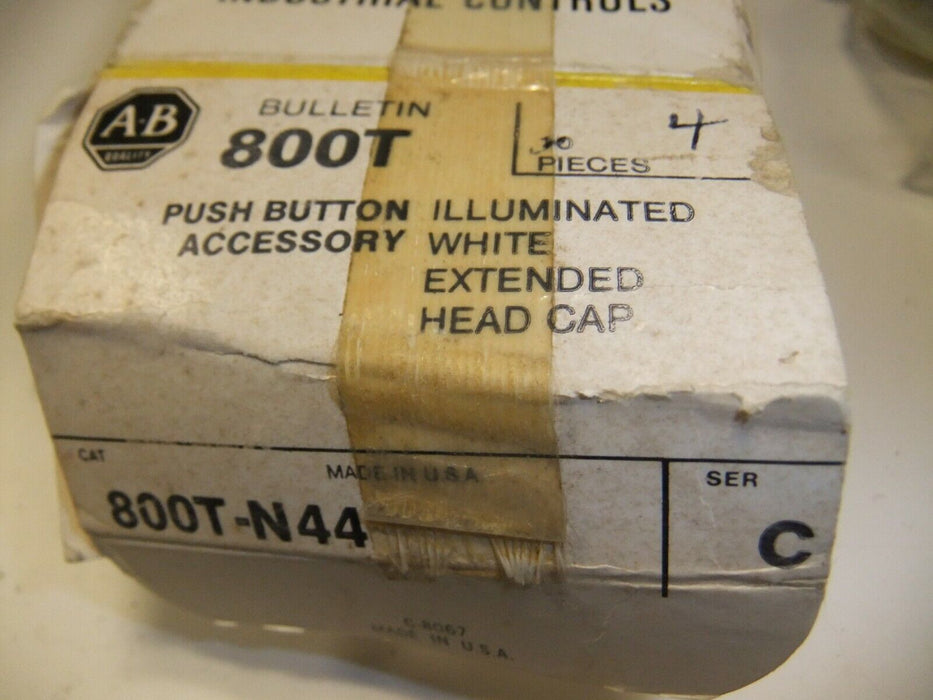 INDUSTRIAL CONTROLS
A-B
QUALITY
BULLETIN
800T
4
PIECES
PUSH BUTTON ILLUMINATED
ACCESSORY WHITE
EXTENDED
HEAD CAP
CAT
MADE IN U.S.A
SER
800T-N44
C
MADE IN U.S.A.